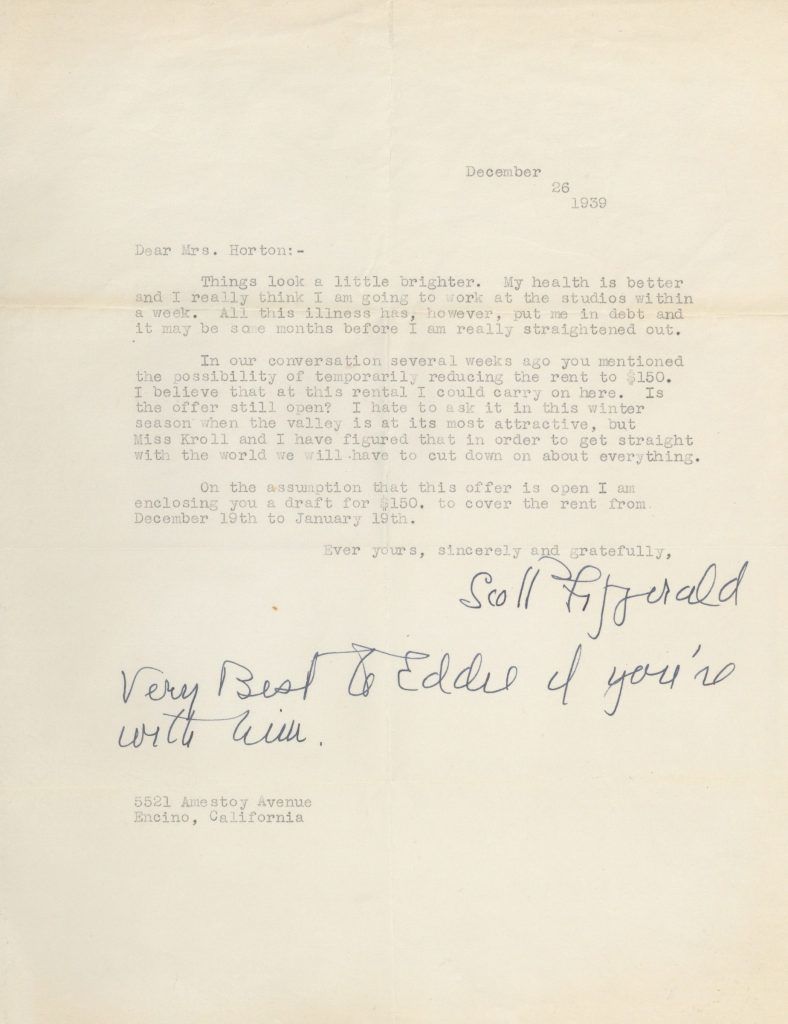 December
26
1939
Dear Mrs. Horton:-
Things look a little brighter. My health is better
and I really think I am going to work at the studios within
a week. All this illness has, however, put me in debt and
it may be some months before I am really straightened out.
In our conversation several weeks ago you mentioned
the possibility of temporarily reducing the rent to $150.
I believe that at this rental I could carry on here. Is
the offer still open? I hate to ask it in this winter
season when the valley is at its most attractive, but
Miss Kroll and I have figured that in order to get straight
with the world we will have to cut down on about everything.
On the assumption that this offer is open I am
enclosing you a draft for $150. to cover the rent from
December 19th to January 19th.
Ever yours, sincerely and gratefully,
Scott Fitzgerald
Very Best to Eddie if you're
with him.
5521 Amestoy Avenue
Encino, California